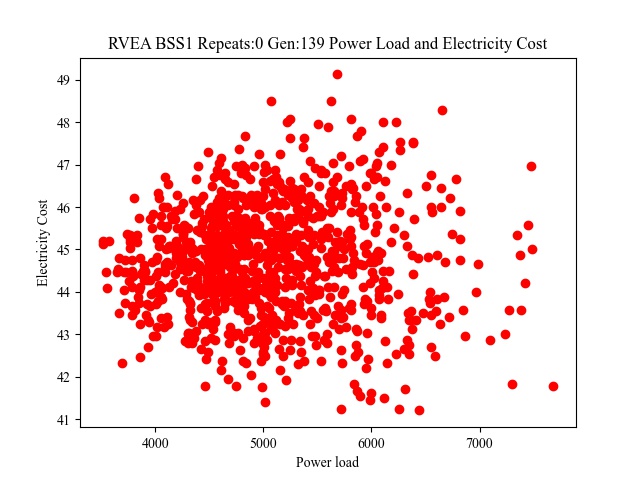 RVEA BSS1 Repeats:0 Gen:139 Power Load and Electricity Cost
49
48
47
46
45
44
43
42
41
Electricity Cost
4000 5000 6000 7000
Power load